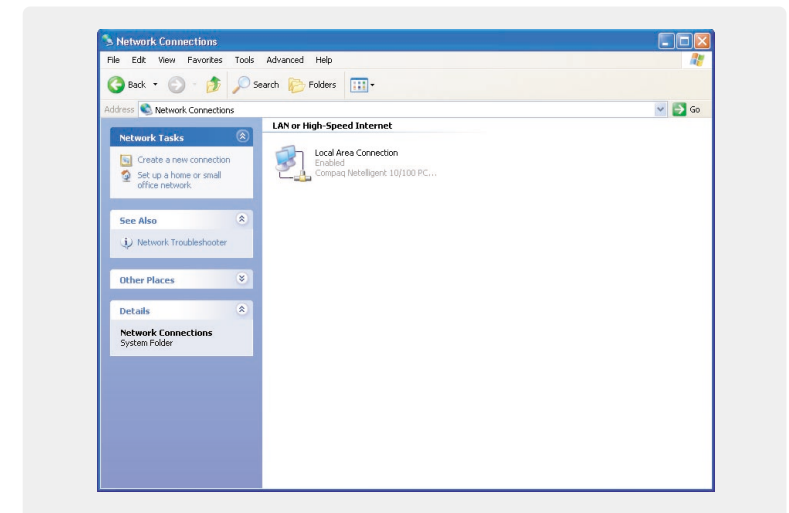 Network Connections
File Edit View Favorites Tools Advanced Help
Back Search Folders
Address Network Connections Go
Network Tasks
Create a new connection
Set up a home or small
office network
See Also
Network Troubleshooter
Other Places
Details
Network Connections
System Folder
LAN or High-Speed Internet
Local Area Connection
Enabled
Compaq Netelligent 10/100 PC...